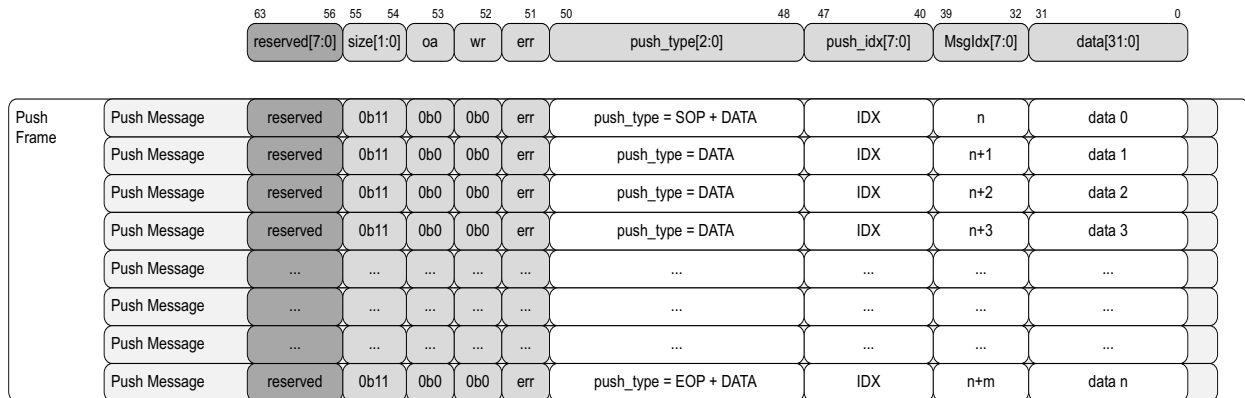 63 56 55 54 53 52 51 50 48 47 40 39 32 31 0
reserved[7:0] size[1:0] oa wr err push_type[2:0] push_idx[7:0] MsgIdx[7:0] data[31:0]
Push Frame Push Message reserved 0b11 0b0 0b0 err push_type = SOP + DATA IDX n data 0
Push Message reserved 0b11 0b0 0b0 err push_type = DATA IDX n+1 data 1
Push Message reserved 0b11 0b0 0b0 err push_type = DATA IDX n+2 data 2
Push Message reserved 0b11 0b0 0b0 err push_type = DATA IDX n+3 data 3
Push Message ... ... ... ... ... ... ... ... ...
Push Message ... ... ... ... ... ... ... ... ...
Push Message ... ... ... ... ... ... ... ... ...
Push Message reserved 0b11 0b0 0b0 err push_type = EOP + DATA IDX n+m data n